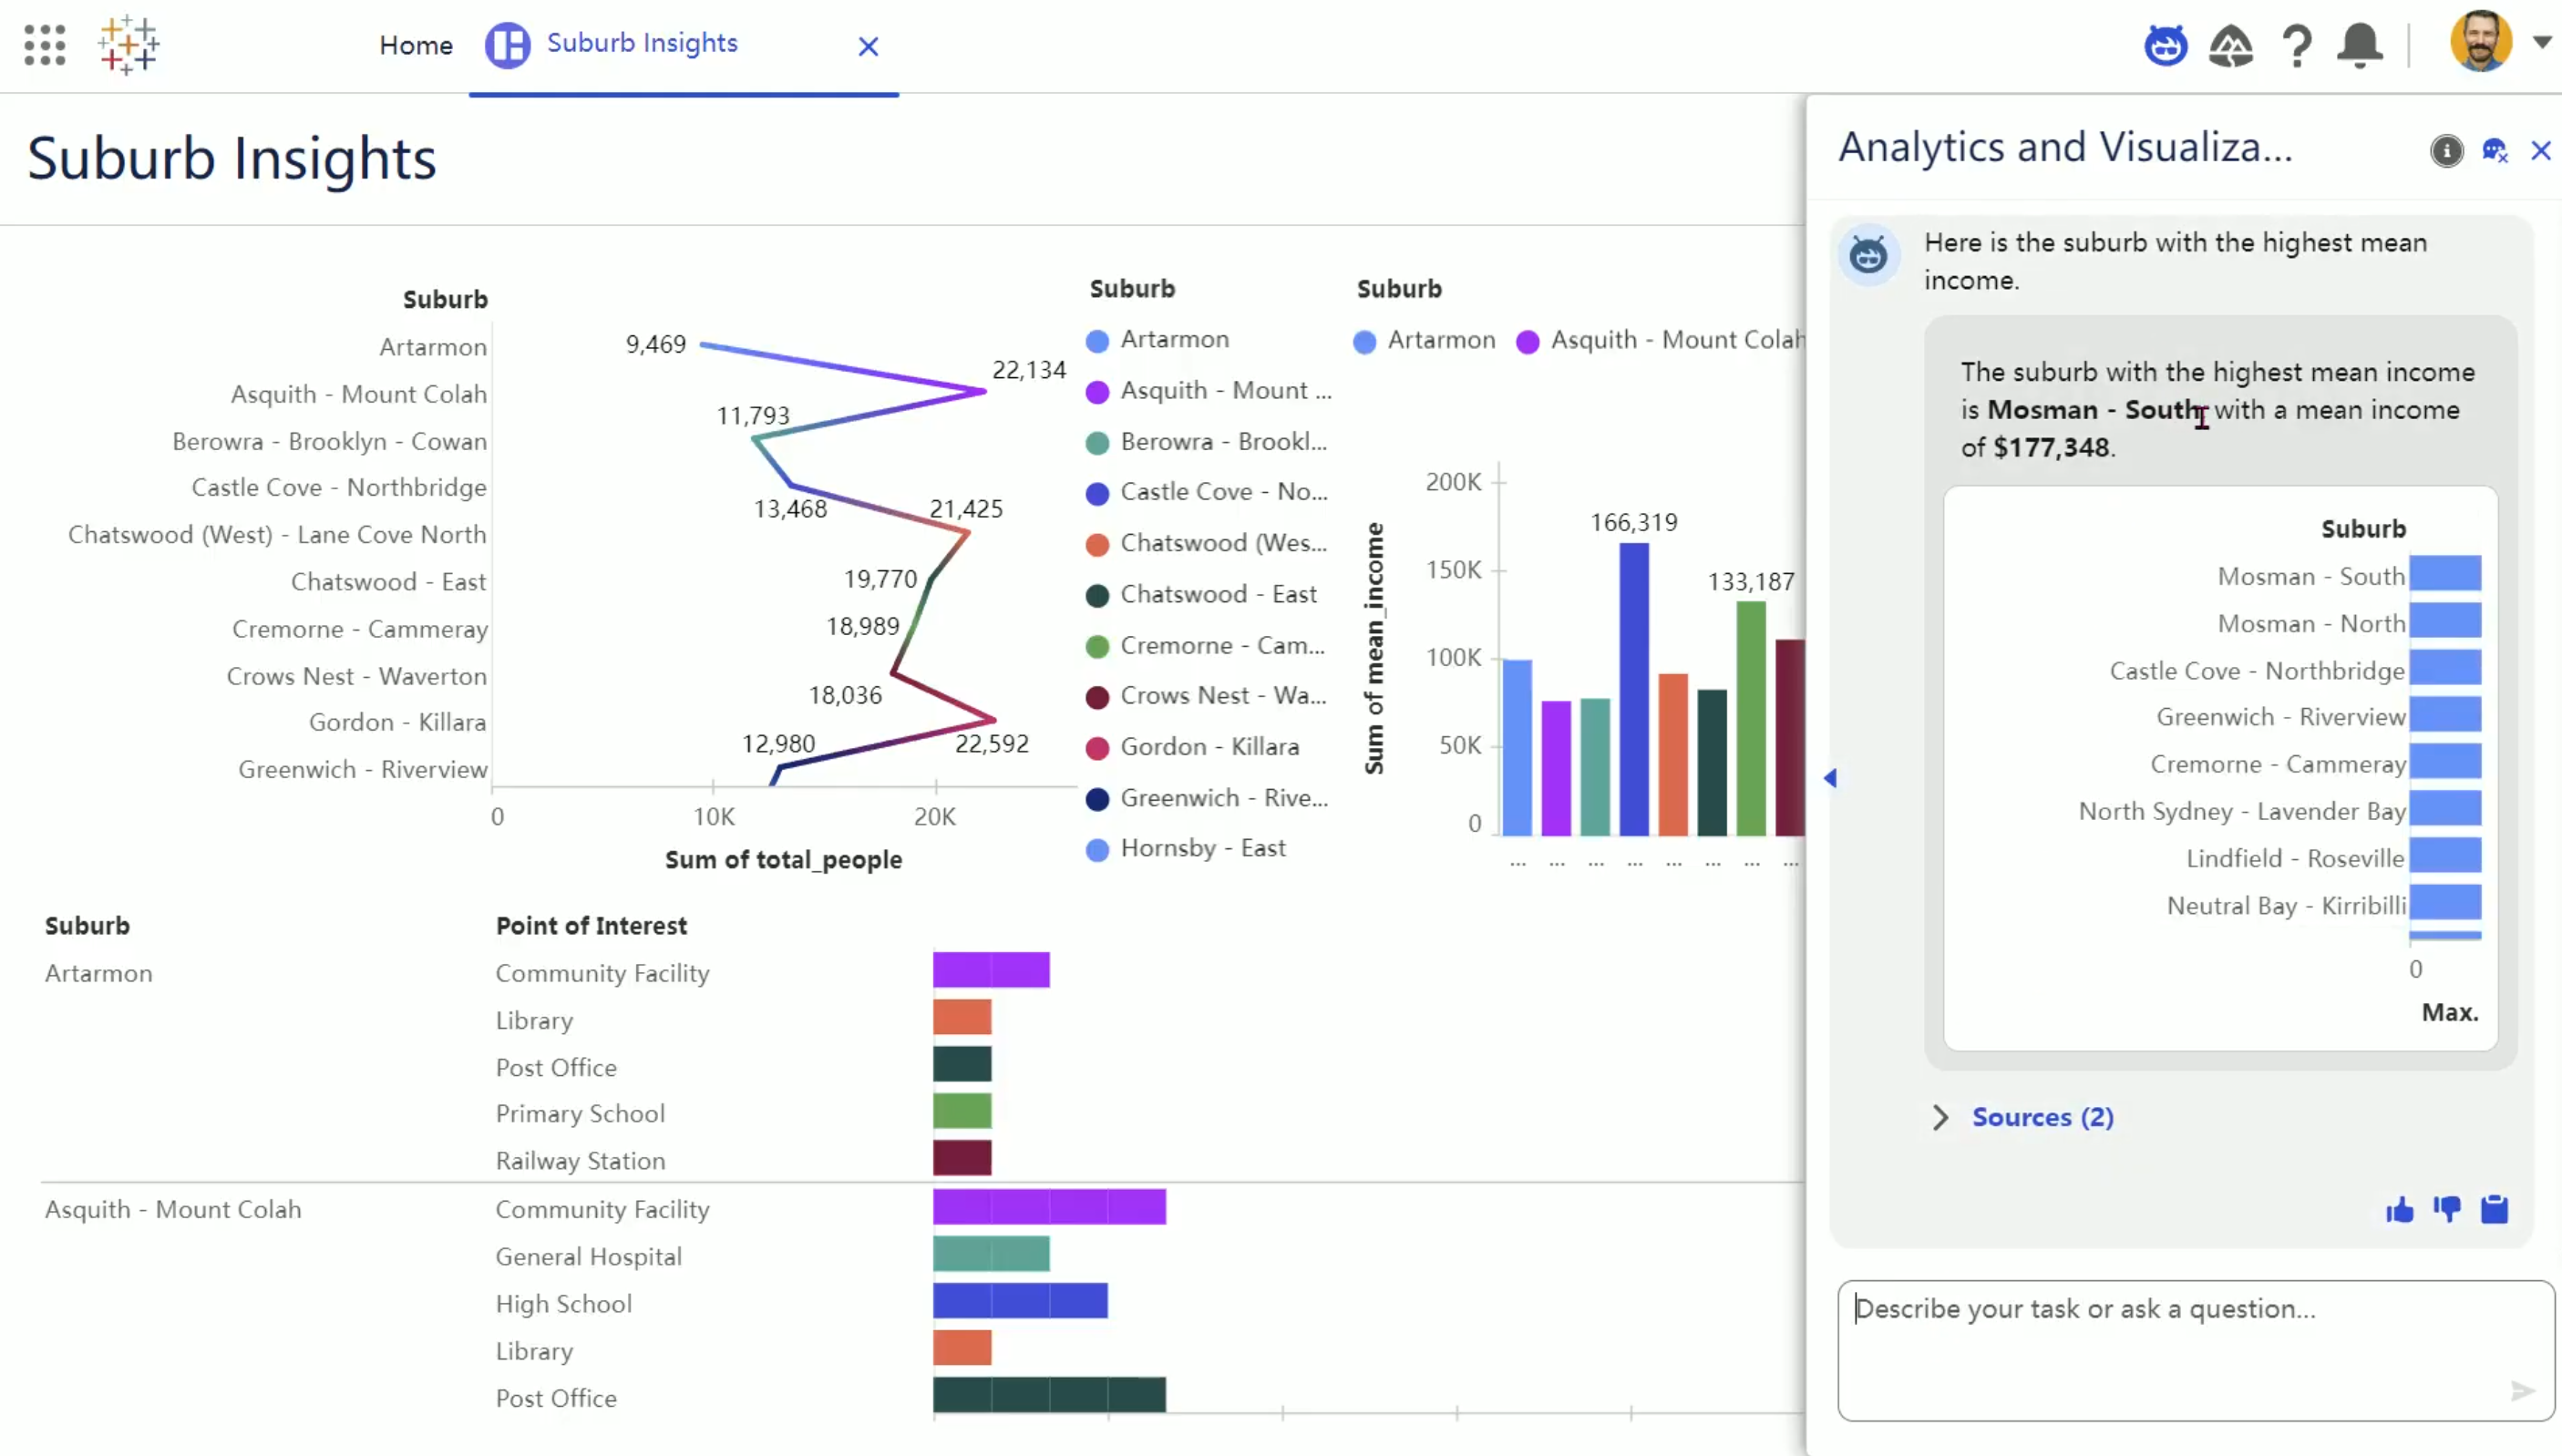 Home
Suburb Insights
Suburb Insights
Suburb
Artarmon
Asquith - Mount Colah
Berowra - Brooklyn - Cowan
Castle Cove - Northbridge
Chatswood (West) - Lane Cove North
Chatswood - East
Cremorne - Cammeray
Crows Nest - Waverton
Gordon - Killara
Greenwich - Riverview
9,469
22,134
11,793
13,468
21,425
19,770
18,989
18,036
22,592
12,980
0
10K
20K
Sum of total_people
Suburb
Artarmon
Asquith - Mount ...
Berowra - Brookl...
Castle Cove - No...
Chatswood (Wes...
Chatswood - East
Cremorne - Cam...
Crows Nest - Wa...
Gordon - Killara
Greenwich - Rive...
Hornsby - East
Suburb
Artarmon
Asquith - Mount Colah
Sum of mean_income
200K
150K
100K
50K
0
166,319
133,187
... ... ... ... ... ... ... ...
Suburb
Point of Interest
Artarmon
Community Facility
Library
Post Office
Primary School
Railway Station
Asquith - Mount Colah
Community Facility
General Hospital
High School
Library
Post Office
Analytics and Visualiza...
Here is the suburb with the highest mean
income.
The suburb with the highest mean income
is Mosman - South, with a mean income
of $177,348.
Suburb
Mosman - South
Mosman - North
Castle Cove - Northbridge
Greenwich - Riverview
Cremorne - Cammeray
North Sydney - Lavender Bay
Lindfield - Roseville
Neutral Bay - Kirribilli
0
Max.
Sources (2)
Describe your task or ask a question...